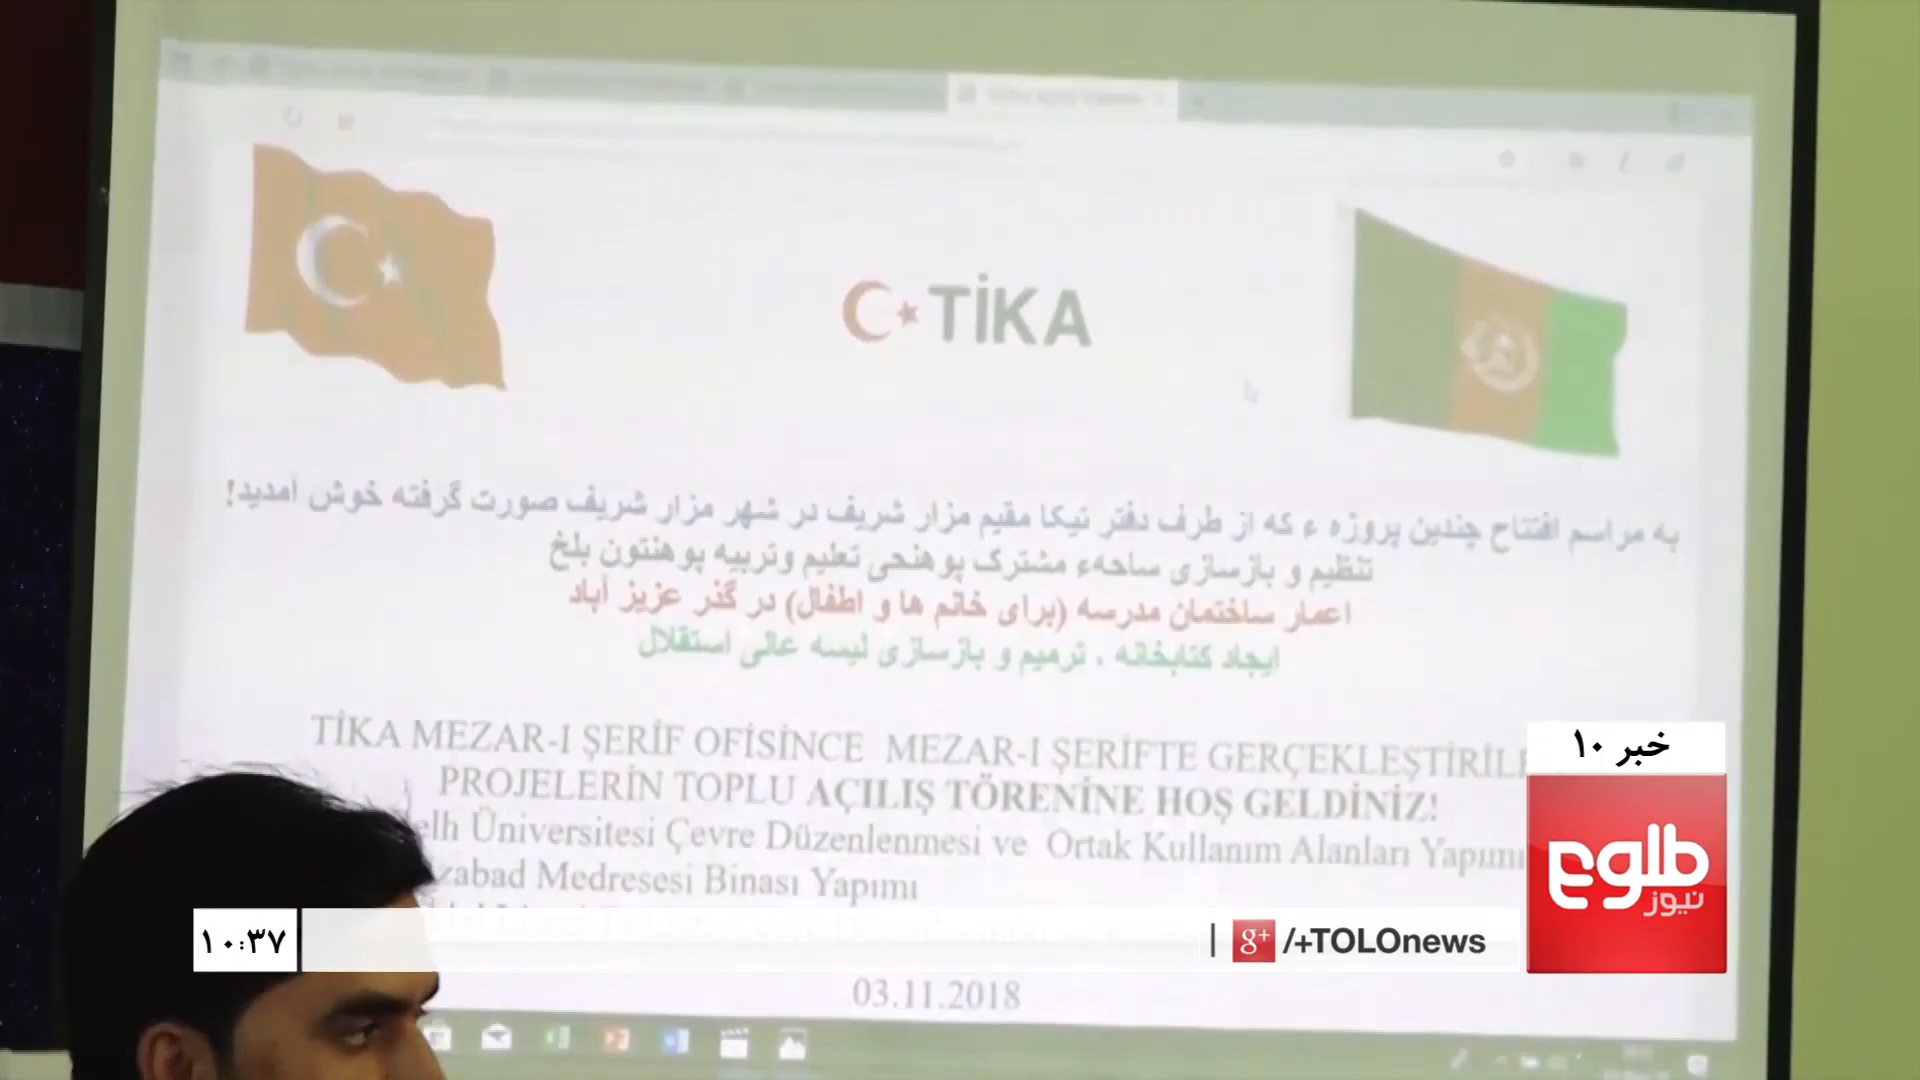 TİKA
به مراسم افتتاح چندین پروزه ء که از طرف دفتر تیکا مقیم مزار شریف در شهر مزار شریف صورت گرفته خوش آمدید!
تنظیم و بازسازی ساحهء مشترک پوهنحی تعلیم وتربیه پوهنتون بلخ
اعمار ساختمان مدرسه (برای خانم ها و اطفال) در گذر عزیز آباد
ایجاد کتابخانه ، ترمیم و بازسازی لیسه عالی استقلال
TİKA MEZAR-I ŞERİF OFİSİNCE MEZAR-I ŞERİFTE GERÇEKLEŞTİRİLE
PROJELERİN TOPLU AÇILIŞ TÖRENİNE HOŞ GELDİNİZ!
elh Üniversitesi Çevre Düzenlenmesi ve Ortak Kullanım Alanları Yapımı
zabad Medresesi Binası Yapımı
03.11.2018
خبر ۱۰
طلوع
نیوز
۱۰:۳۷
| g+ /+TOLOnews